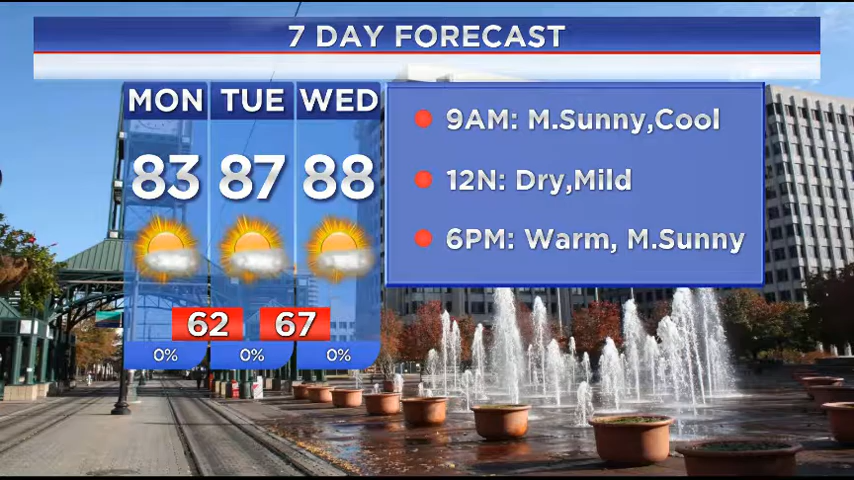 7 DAY FORECAST
MON TUE WED
83 87 88
62 67
0% 0% 0%
9AM: M.Sunny,Cool
12N: Dry,Mild
6PM: Warm, M.Sunny